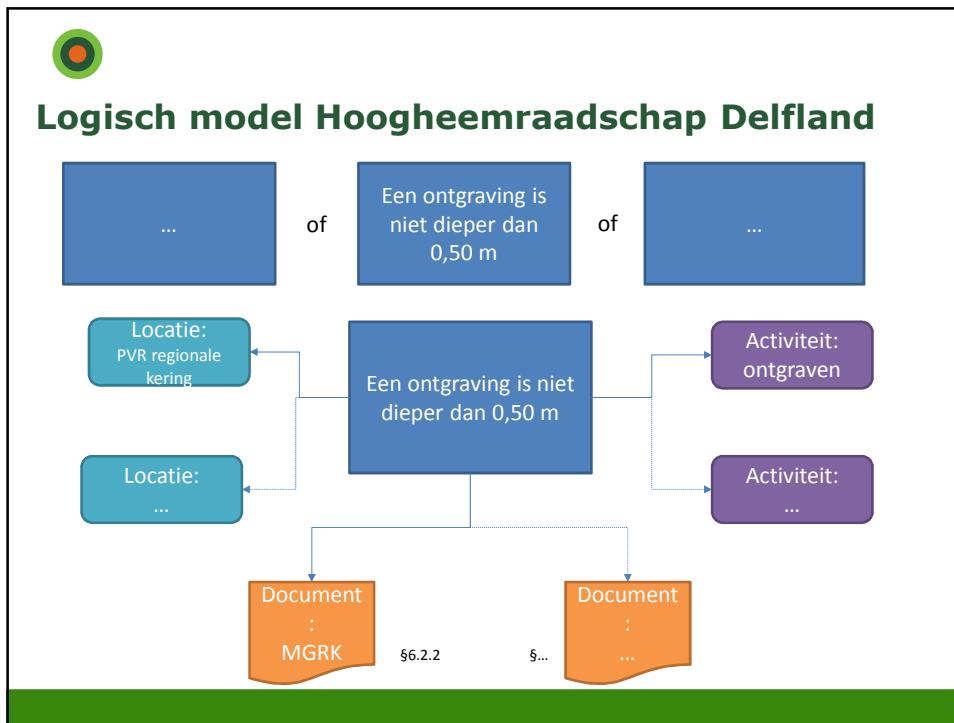 Logisch model Hoogheemraadschap Delfland
...
of
Een ontgraving is
niet dieper dan
0,50 m
of
...
Locatie:
PVR regionale
kering
Een ontgraving is niet
dieper dan 0,50 m
Activiteit:
ontgraven
Locatie:
...
Activiteit:
...
Document
:
MGRK
§6.2.2
§...
Document
:
...